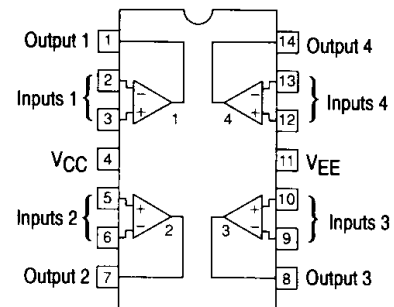 Output 1 1 14 Output 4
Inputs 1 { 2 - - 13 } Inputs 4
3 + 1 4 + 12
VCC 4 11 VEE
Inputs 2 { 5 + + 10 } Inputs 3
6 - 2 3 - 9
Output 2 7 8 Output 3